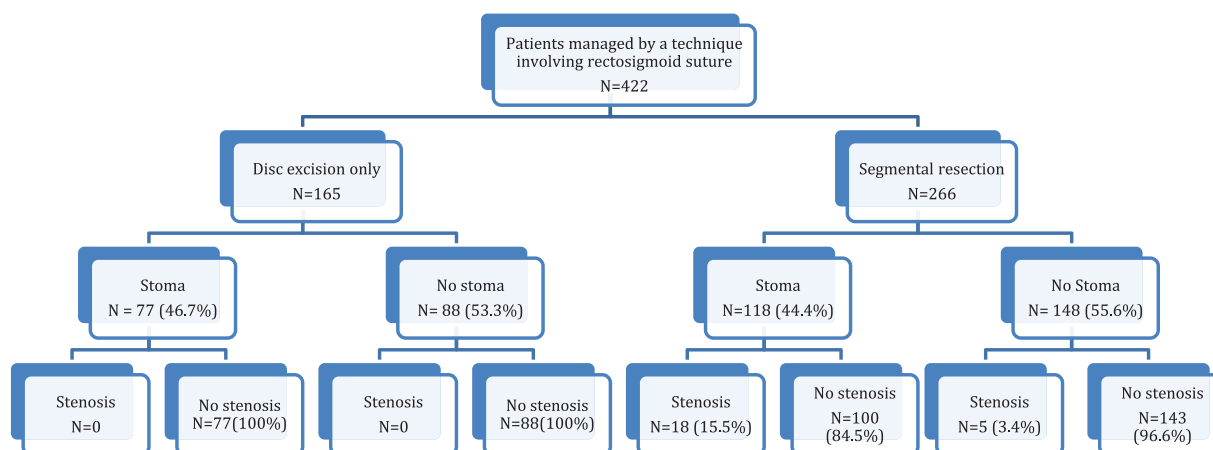 Patients managed by a technique
involving rectosigmoid suture
N=422
Disc excision only
N=165
Segmental resection
N=266
Stoma
N = 77 (46.7%)
No stoma
N= 88 (53.3%)
Stoma
N=118 (44.4%)
No Stoma
N= 148 (55.6%)
Stenosis
N=0
No stenosis
N=77(100%)
Stenosis
N=0
No stenosis
N=88(100%)
Stenosis
N=18 (15.5%)
No stenosis
N=100
(84.5%)
Stenosis
N=5 (3.4%)
No stenosis
N=143
(96.6%)